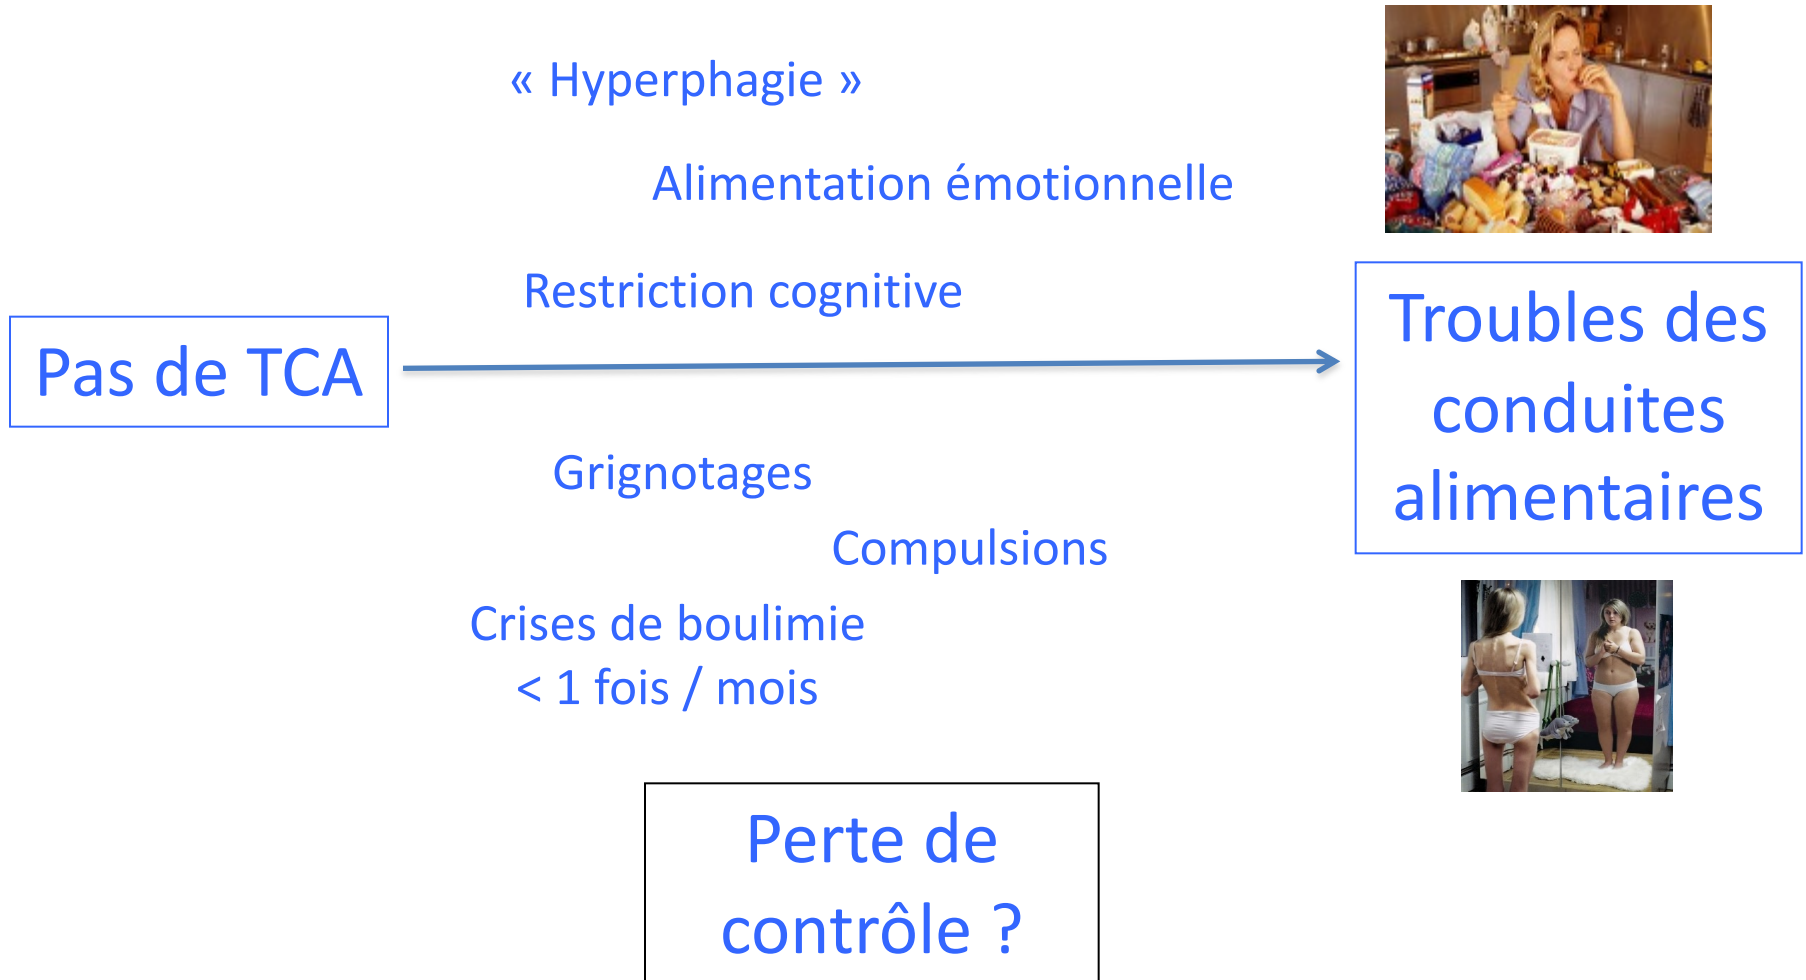 « Hyperphagie »
Alimentation émotionnelle
Restriction cognitive
Pas de TCA
Troubles des
conduites
alimentaires
Grignotages
Compulsions
Crises de boulimie
< 1 fois / mois
Perte de
contrôle ?